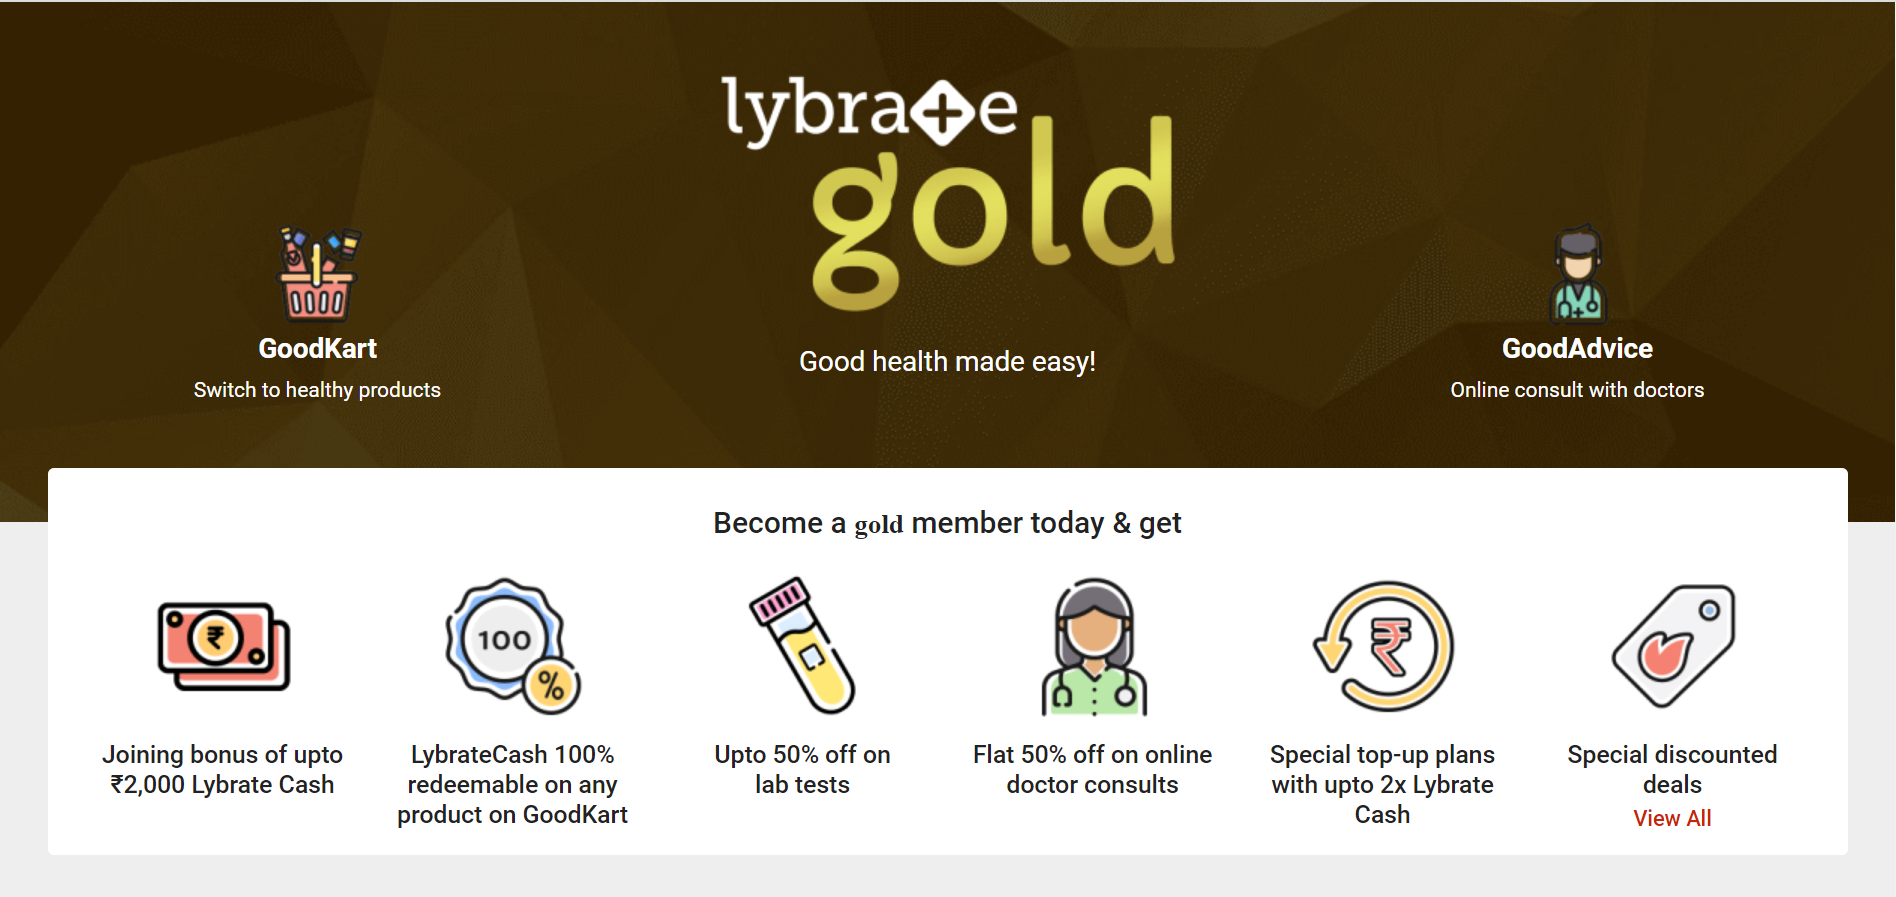 lybrate
gold
GoodKart
Switch to healthy products
Good health made easy!
GoodAdvice
Online consult with doctors
Become a gold member today & get
₹
Joining bonus of upto
₹2,000 Lybrate Cash
100
%
LybrateCash 100%
redeemable on any
product on GoodKart
Upto 50% off on
lab tests
Flat 50% off on online
doctor consults
₹
Special top-up plans
with upto 2x Lybrate
Cash
Special discounted
deals
View All